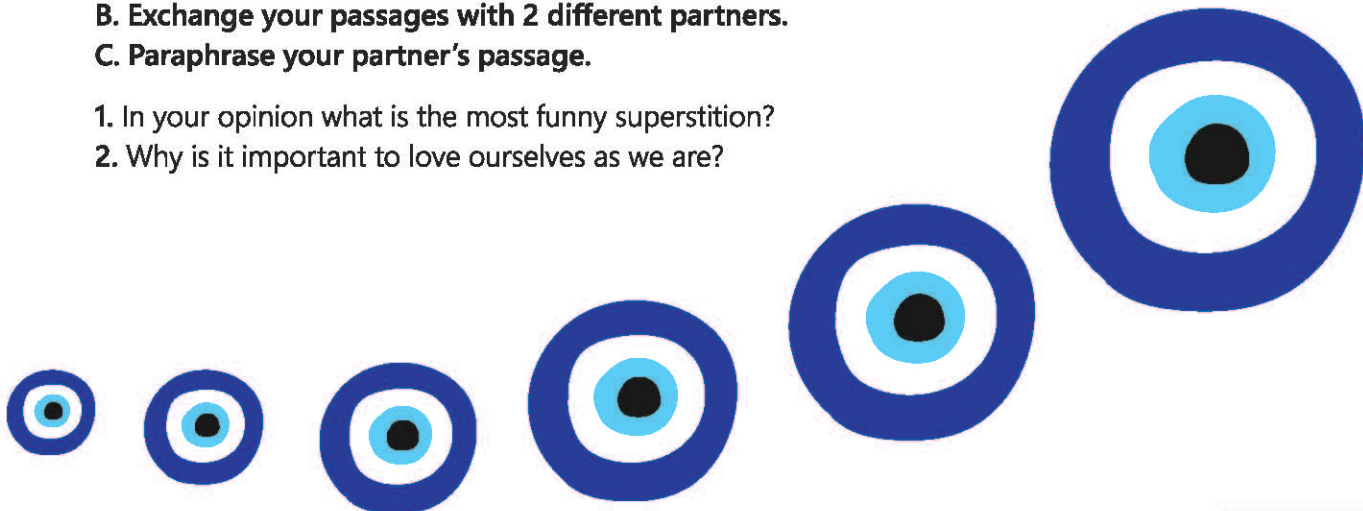 B. Exchange your passages with 2 different partners.
C. Paraphrase your partner’s passage.
1. In your opinion what is the most funny superstition?
2. Why is it important to love ourselves as we are?